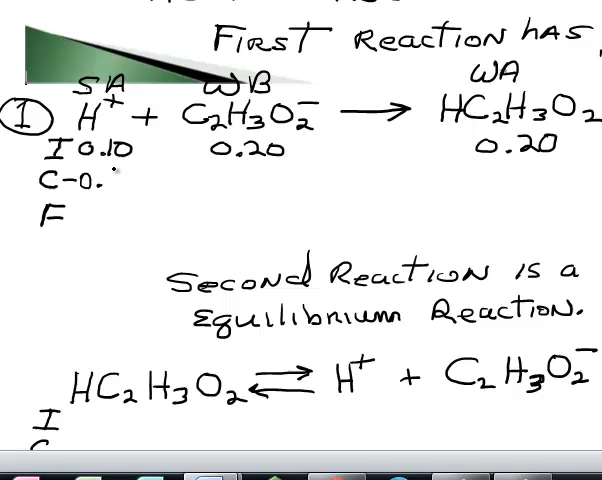 First Reaction has
SA WB WA
① H⁺ + C₂H₃O₂⁻ → HC₂H₃O₂
I 0.10 0.20 0.20
C -0.
F
Second Reaction is a
Equilibrium Reaction.
HC₂H₃O₂ ⇌ H⁺ + C₂H₃O₂⁻
I